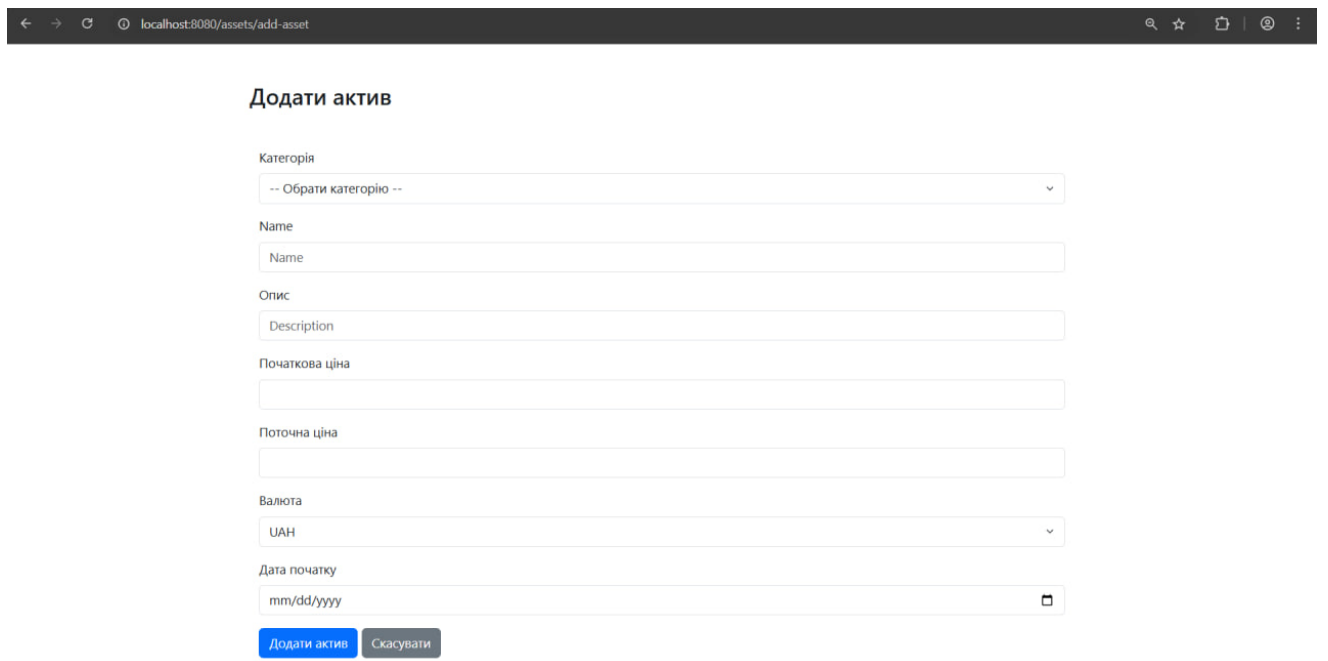 localhost:8080/assets/add-asset
Додати актив
Категорія
-- Обрати категорію --
Name
Name
Опис
Description
Початкова ціна
Поточна ціна
Валюта
UAH
Дата початку
mm/dd/yyyy
Додати актив Скасувати